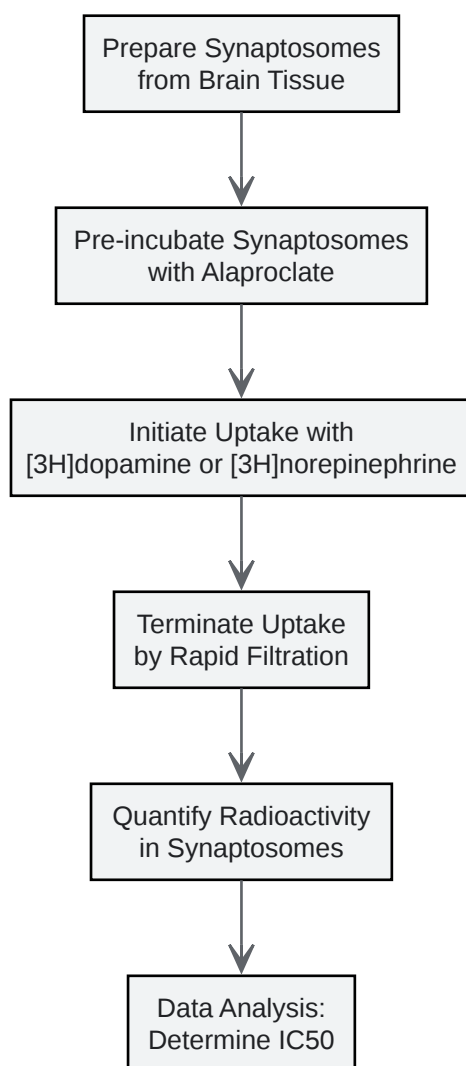 Prepare Synaptosomes
from Brain Tissue
Pre-incubate Synaptosomes
with Alaproclate
Initiate Uptake with
[3H]dopamine or [3H]norepinephrine
Terminate Uptake
by Rapid Filtration
Quantify Radioactivity
in Synaptosomes
Data Analysis:
Determine IC50